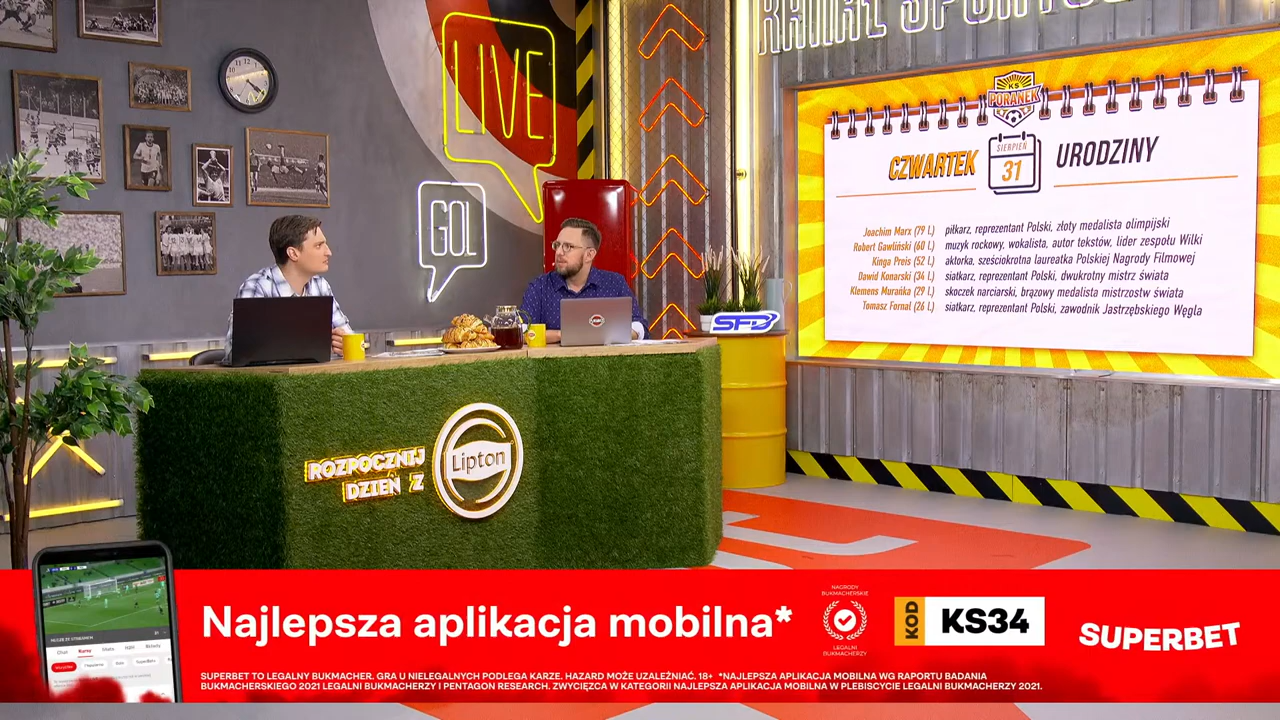 LIVE
GOL
KANAŁ SPORTOWY
KS
PORANEK
CZWARTEK
SIERPIEŃ
31
URODZINY
Joachim Marx (79 l.) piłkarz, reprezentant Polski, złoty medalista olimpijski
Robert Gawliński (60 l.) muzyk rockowy, wokalista, autor tekstów, lider zespołu Wilki
Kinga Preis (52 l.) aktorka, sześciokrotna laureatka Polskiej Nagrody Filmowej
Dawid Konarski (34 l.) siatkarz, reprezentant Polski, dwukrotny mistrz świata
Klemens Murańka (29 l.) skoczek narciarski, brązowy medalista mistrzostw świata
Tomasz Fornal (26 l.) siatkarz, reprezentant Polski, zawodnik Jastrzębskiego Węgla
SFD
ROZPOCZNIJ
DZIEŃ Z
Lipton
Najlepsza aplikacja mobilna*
NAGRODY
BUKMACHERSKIE
LEGALNI
BUKMACHERZY
KOD
KS34
SUPERBET
SUPERBET TO LEGALNY BUKMACHER. GRA U NIELEGALNYCH PODLEGA KARZE. HAZARD MOŻE UZALEŻNIAĆ. 18+ *NAJLEPSZA APLIKACJA MOBILNA WG RAPORTU BADANIA
BUKMACHERSKIEGO 2021 LEGALNI BUKMACHERZY I PENTAGON RESEARCH. ZWYCIĘZCA W KATEGORII NAJLEPSZA APLIKACJA MOBILNA W PLEBISCYCIE LEGALNI BUKMACHERZY 2021.